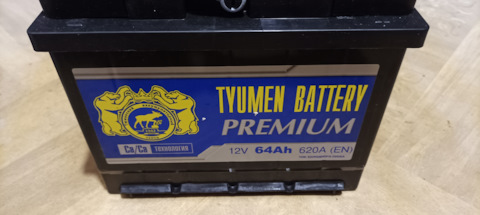 TYUMEN BATTERY
PREMIUM
Ca/Ca ТЕХНОЛОГИЯ
12V 64Ah 620A (EN)